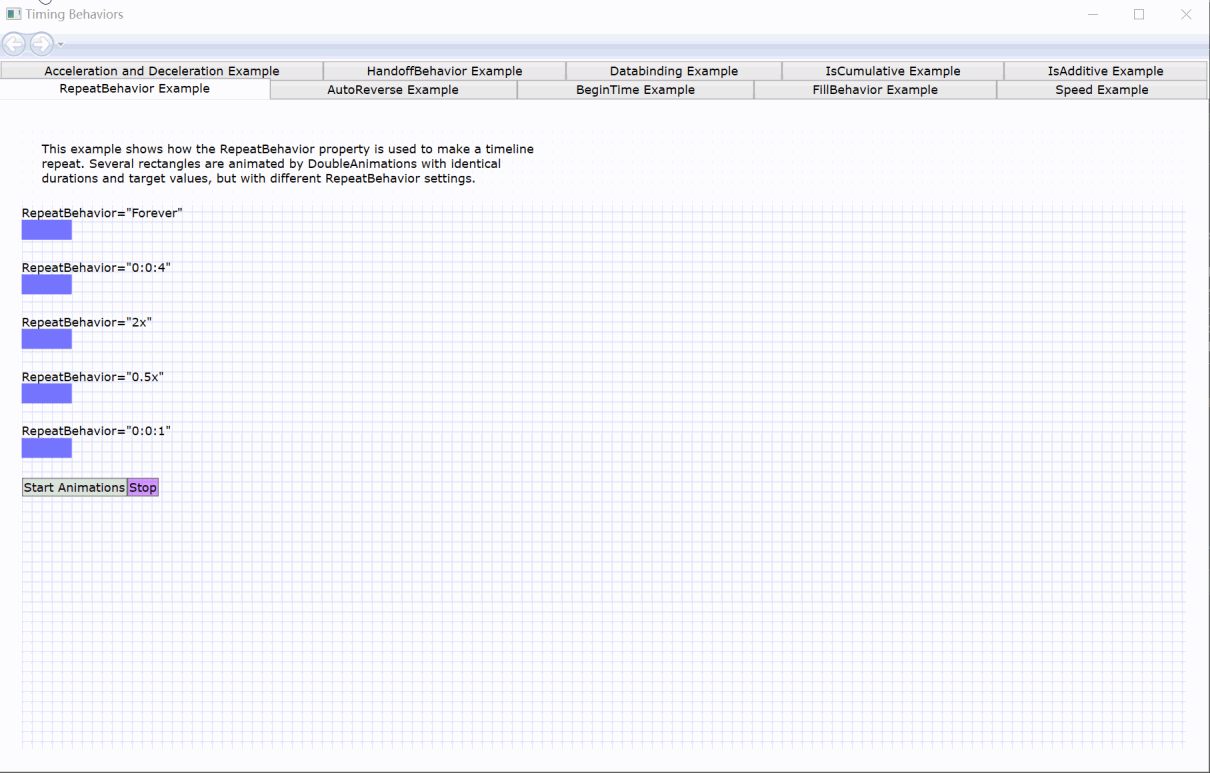 Timing Behaviors
Acceleration and Deceleration Example
HandoffBehavior Example
Databinding Example
IsCumulative Example
IsAdditive Example
RepeatBehavior Example
AutoReverse Example
BeginTime Example
FillBehavior Example
Speed Example
This example shows how the RepeatBehavior property is used to make a timeline
repeat. Several rectangles are animated by DoubleAnimations with identical
durations and target values, but with different RepeatBehavior settings.
RepeatBehavior="Forever"
RepeatBehavior="0:0:4"
RepeatBehavior="2x"
RepeatBehavior="0.5x"
RepeatBehavior="0:0:1"
Start Animations
Stop